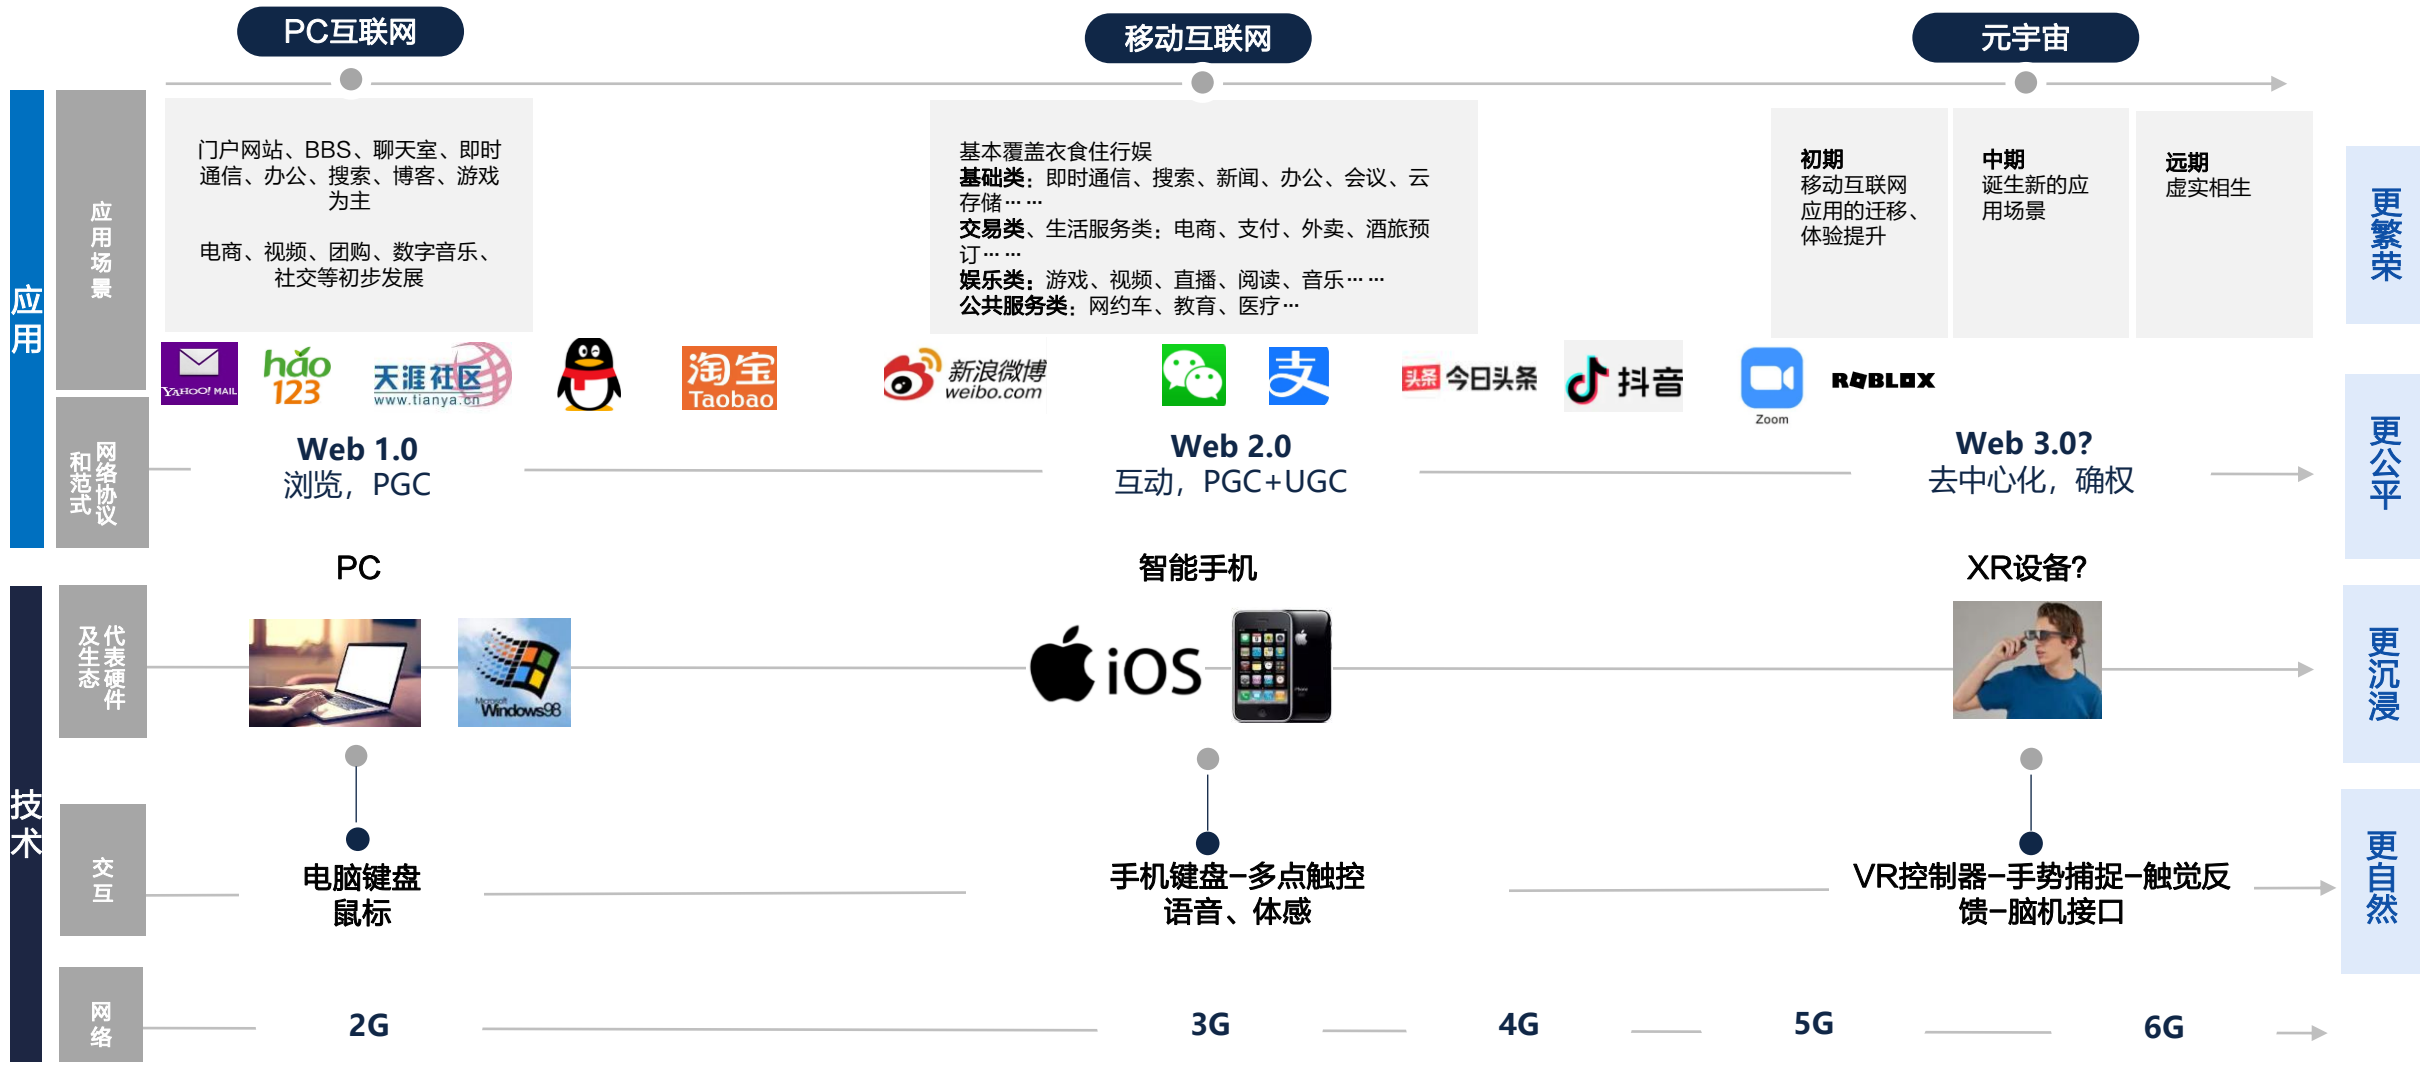 PC互联网
移动互联网
元宇宙
应用
应用场景
门户网站、BBS、聊天室、即时
通信、办公、搜索、博客、游戏
为主
电商、视频、团购、数字音乐、
社交等初步发展
基本覆盖衣食住行娱
基础类：即时通信、搜索、新闻、办公、会议、云
存储……
交易类、生活服务类：电商、支付、外卖、酒旅预
订……
娱乐类：游戏、视频、直播、阅读、音乐……
公共服务类：网约车、教育、医疗…
初期
移动互联网
应用的迁移、
体验提升
中期
诞生新的应
用场景
远期
虚实相生
更繁荣
YAHOO! MAIL
hao
123
天涯社区
www.tianya.cn
淘宝
Taobao
新浪微博
weibo.com
支
头条 今日头条
抖音
Zoom
ROBLOX
网络协议
和范式
Web 1.0
浏览，PGC
Web 2.0
互动，PGC+UGC
Web 3.0?
去中心化，确权
更公平
技术
代表硬件
及生态
PC
智能手机
XR设备?
Microsoft
Windows98
iOS
更沉浸
交互
电脑键盘
鼠标
手机键盘-多点触控
语音、体感
VR控制器-手势捕捉-触觉反
馈-脑机接口
更自然
网络
2G
3G
4G
5G
6G